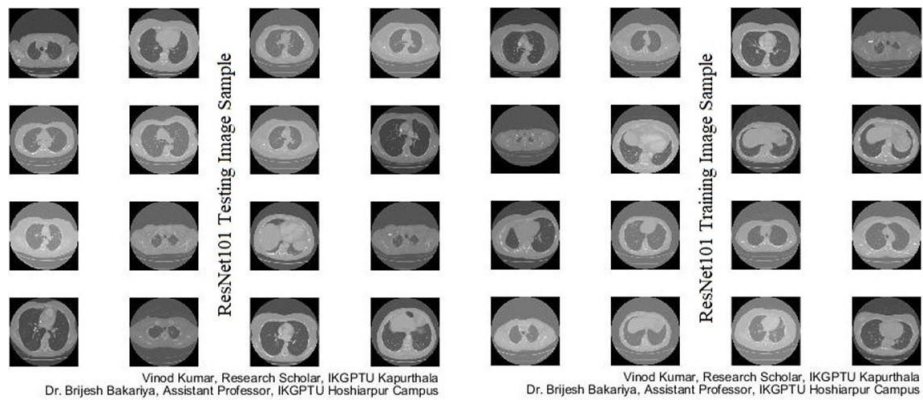 ResNet101 Testing Image Sample
Vinod Kumar, Research Scholar, IKGPTU Kapurthala
Dr. Brijesh Bakariya, Assistant Professor, IKGPTU Hoshiarpur Campus
ResNet101 Training Image Sample
Vinod Kumar, Research Scholar, IKGPTU Kapurthala
Dr. Brijesh Bakariya, Assistant Professor, IKGPTU Hoshiarpur Campus